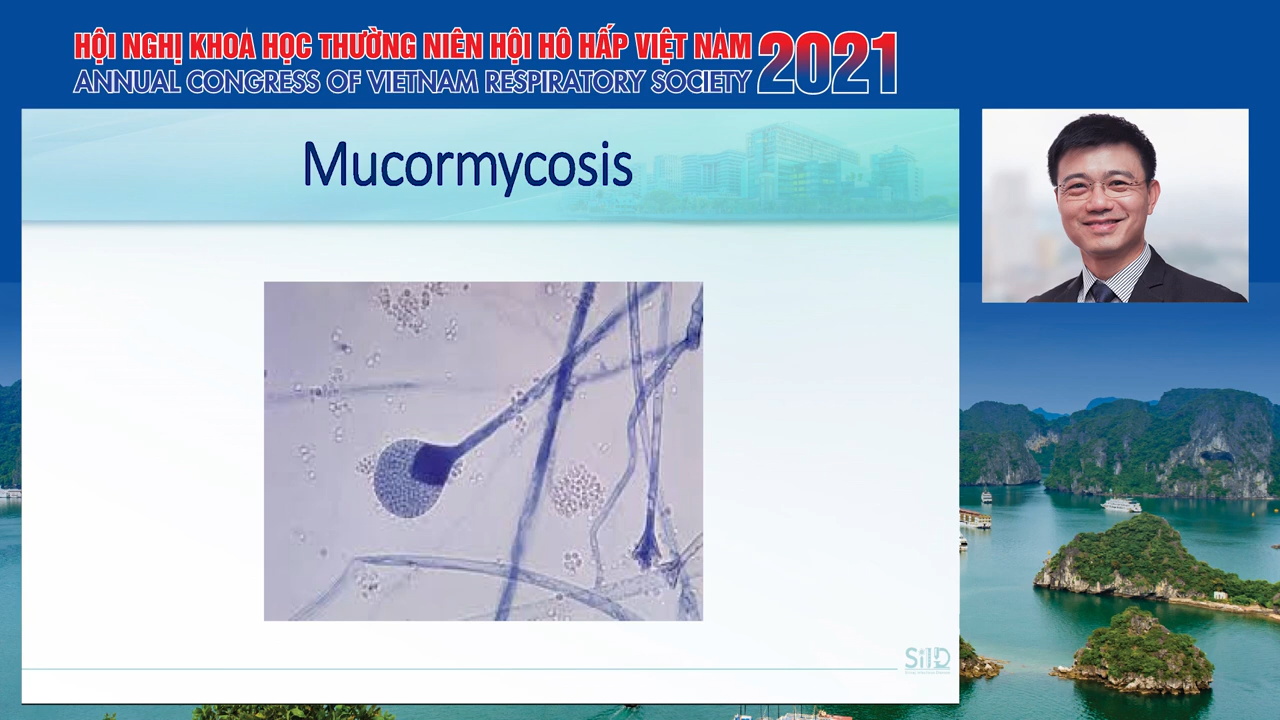 HỘI NGHỊ KHOA HỌC THƯỜNG NIÊN HỘI HÔ HẤP VIỆT NAM
ANNUAL CONGRESS OF VIETNAM RESPIRATORY SOCIETY
2021
Mucormycosis
SiIID